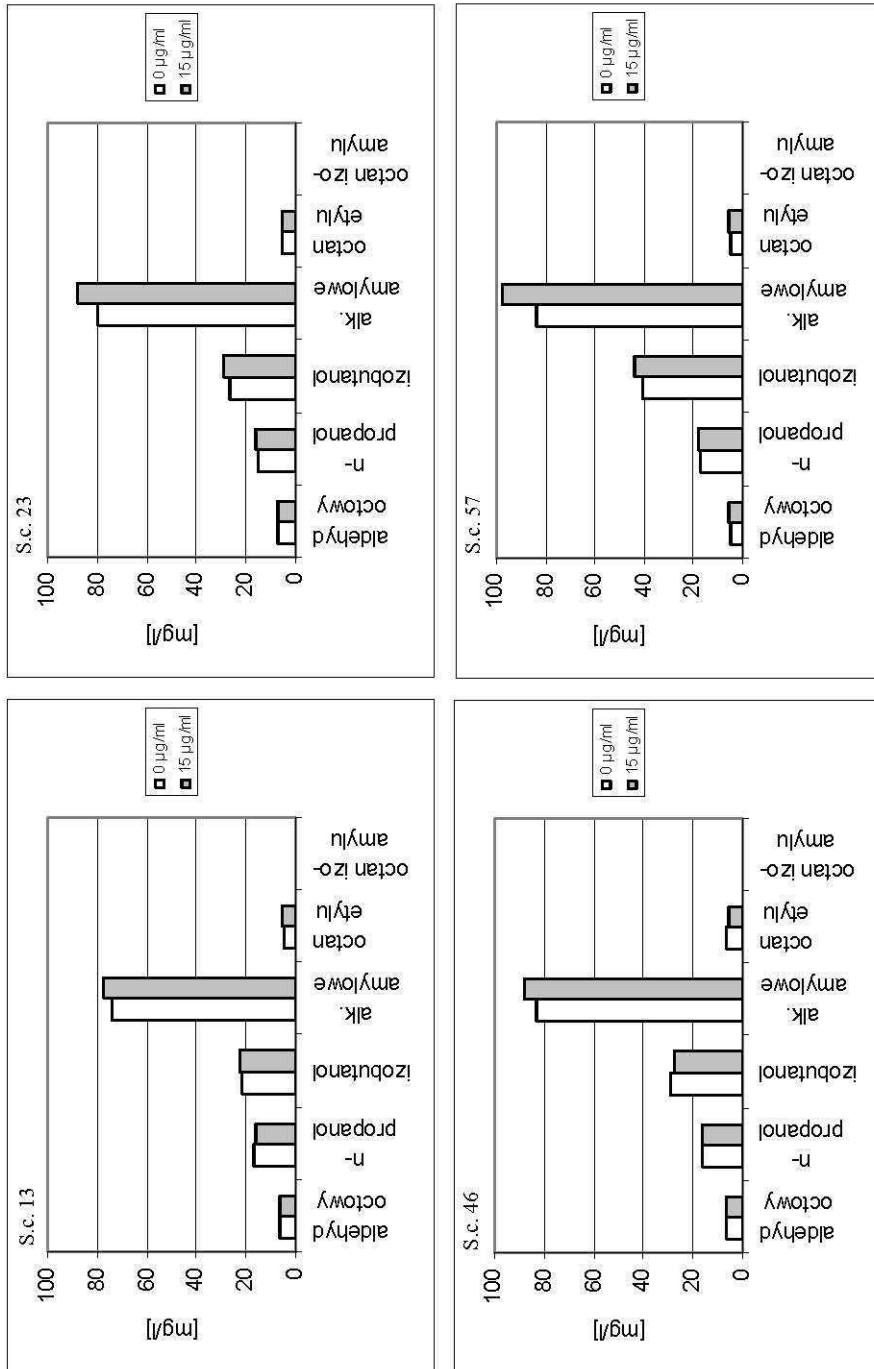 S.c. 13
[mg/l]
100
80
60
40
20
0
aldehyd
octowy
n-
propanol
izobutanol
alk.
amylowe
octan
etylu
octan izo-
amylu
0 µg/ml
15 µg/ml
S.c. 23
[mg/l]
100
80
60
40
20
0
aldehyd
octowy
n-
propanol
izobutanol
alk.
amylowe
octan
etylu
octan izo-
amylu
0 µg/ml
15 µg/ml
S.c. 46
[mg/l]
100
80
60
40
20
0
aldehyd
octowy
n-
propanol
izobutanol
alk.
amylowe
octan
etylu
octan izo-
amylu
0 µg/ml
15 µg/ml
S.c. 57
[mg/l]
100
80
60
40
20
0
aldehyd
octowy
n-
propanol
izobutanol
alk.
amylowe
octan
etylu
octan izo-
amylu
0 µg/ml
15 µg/ml